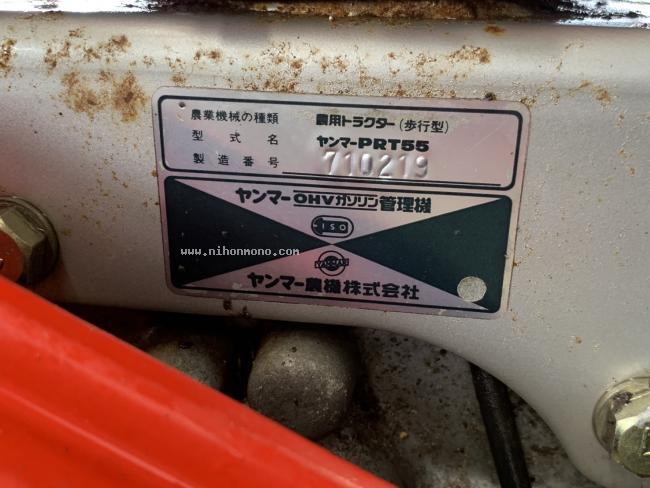 農業機械の種類 農用トラクター(歩行型)
型式名 ヤンマーPRT55
製造番号 710219
ヤンマーOHVガソリン管理機
ISO
www.nihonmono.com
YANMAR
ヤンマー農機株式会社